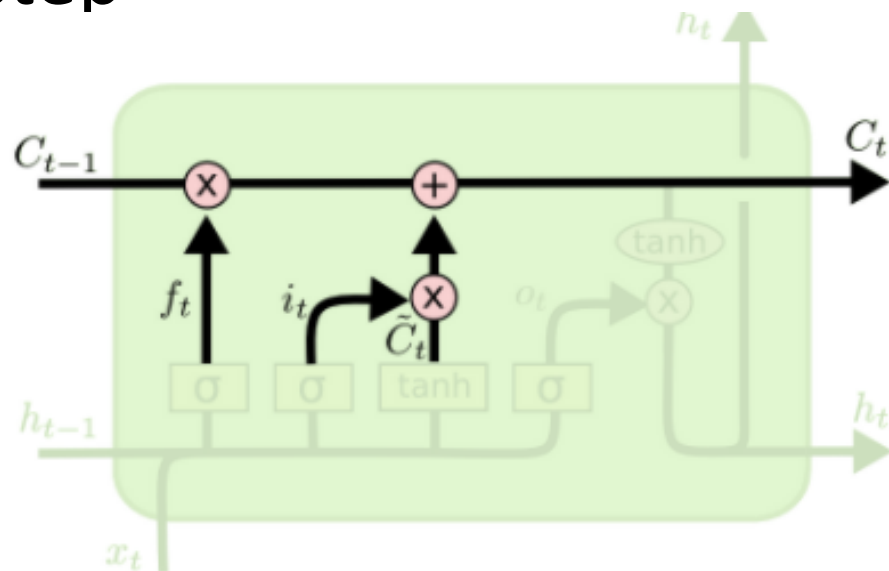 step
h_t
C_{t-1}
C_t
x
+
tanh
f_t
i_t
x
o_t
x
C̃_t
σ
σ
tanh
σ
h_{t-1}
h_t
x_t